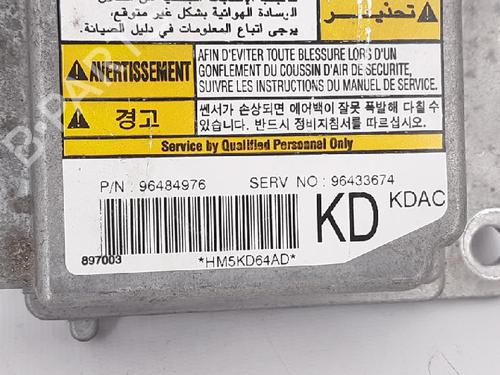 الوسادة الهوائية بشكل غير متوقع.
يرجى اتباع المعلومات في دليل الصيانة.
تحذير
AVERTISSEMENT
AFIN D'EVITER TOUTE BLESSURE LORS D'UN
GONFLEMENT DU COUSSIN D'AIR DE SECURITE,
SUIVRE LES INSTRUCTIONS DU MANUEL DE SERVICE.
경고
쎈서가 손상되면 에어백이 잘못 폭발해 다칠 수
있습니다. 반드시 정비지침서를 따르십시오.
Service by Qualified Personnel Only
P/N : 96484976 SERV NO : 96433674
KD KDAC
897003 *HM5KD64AD*